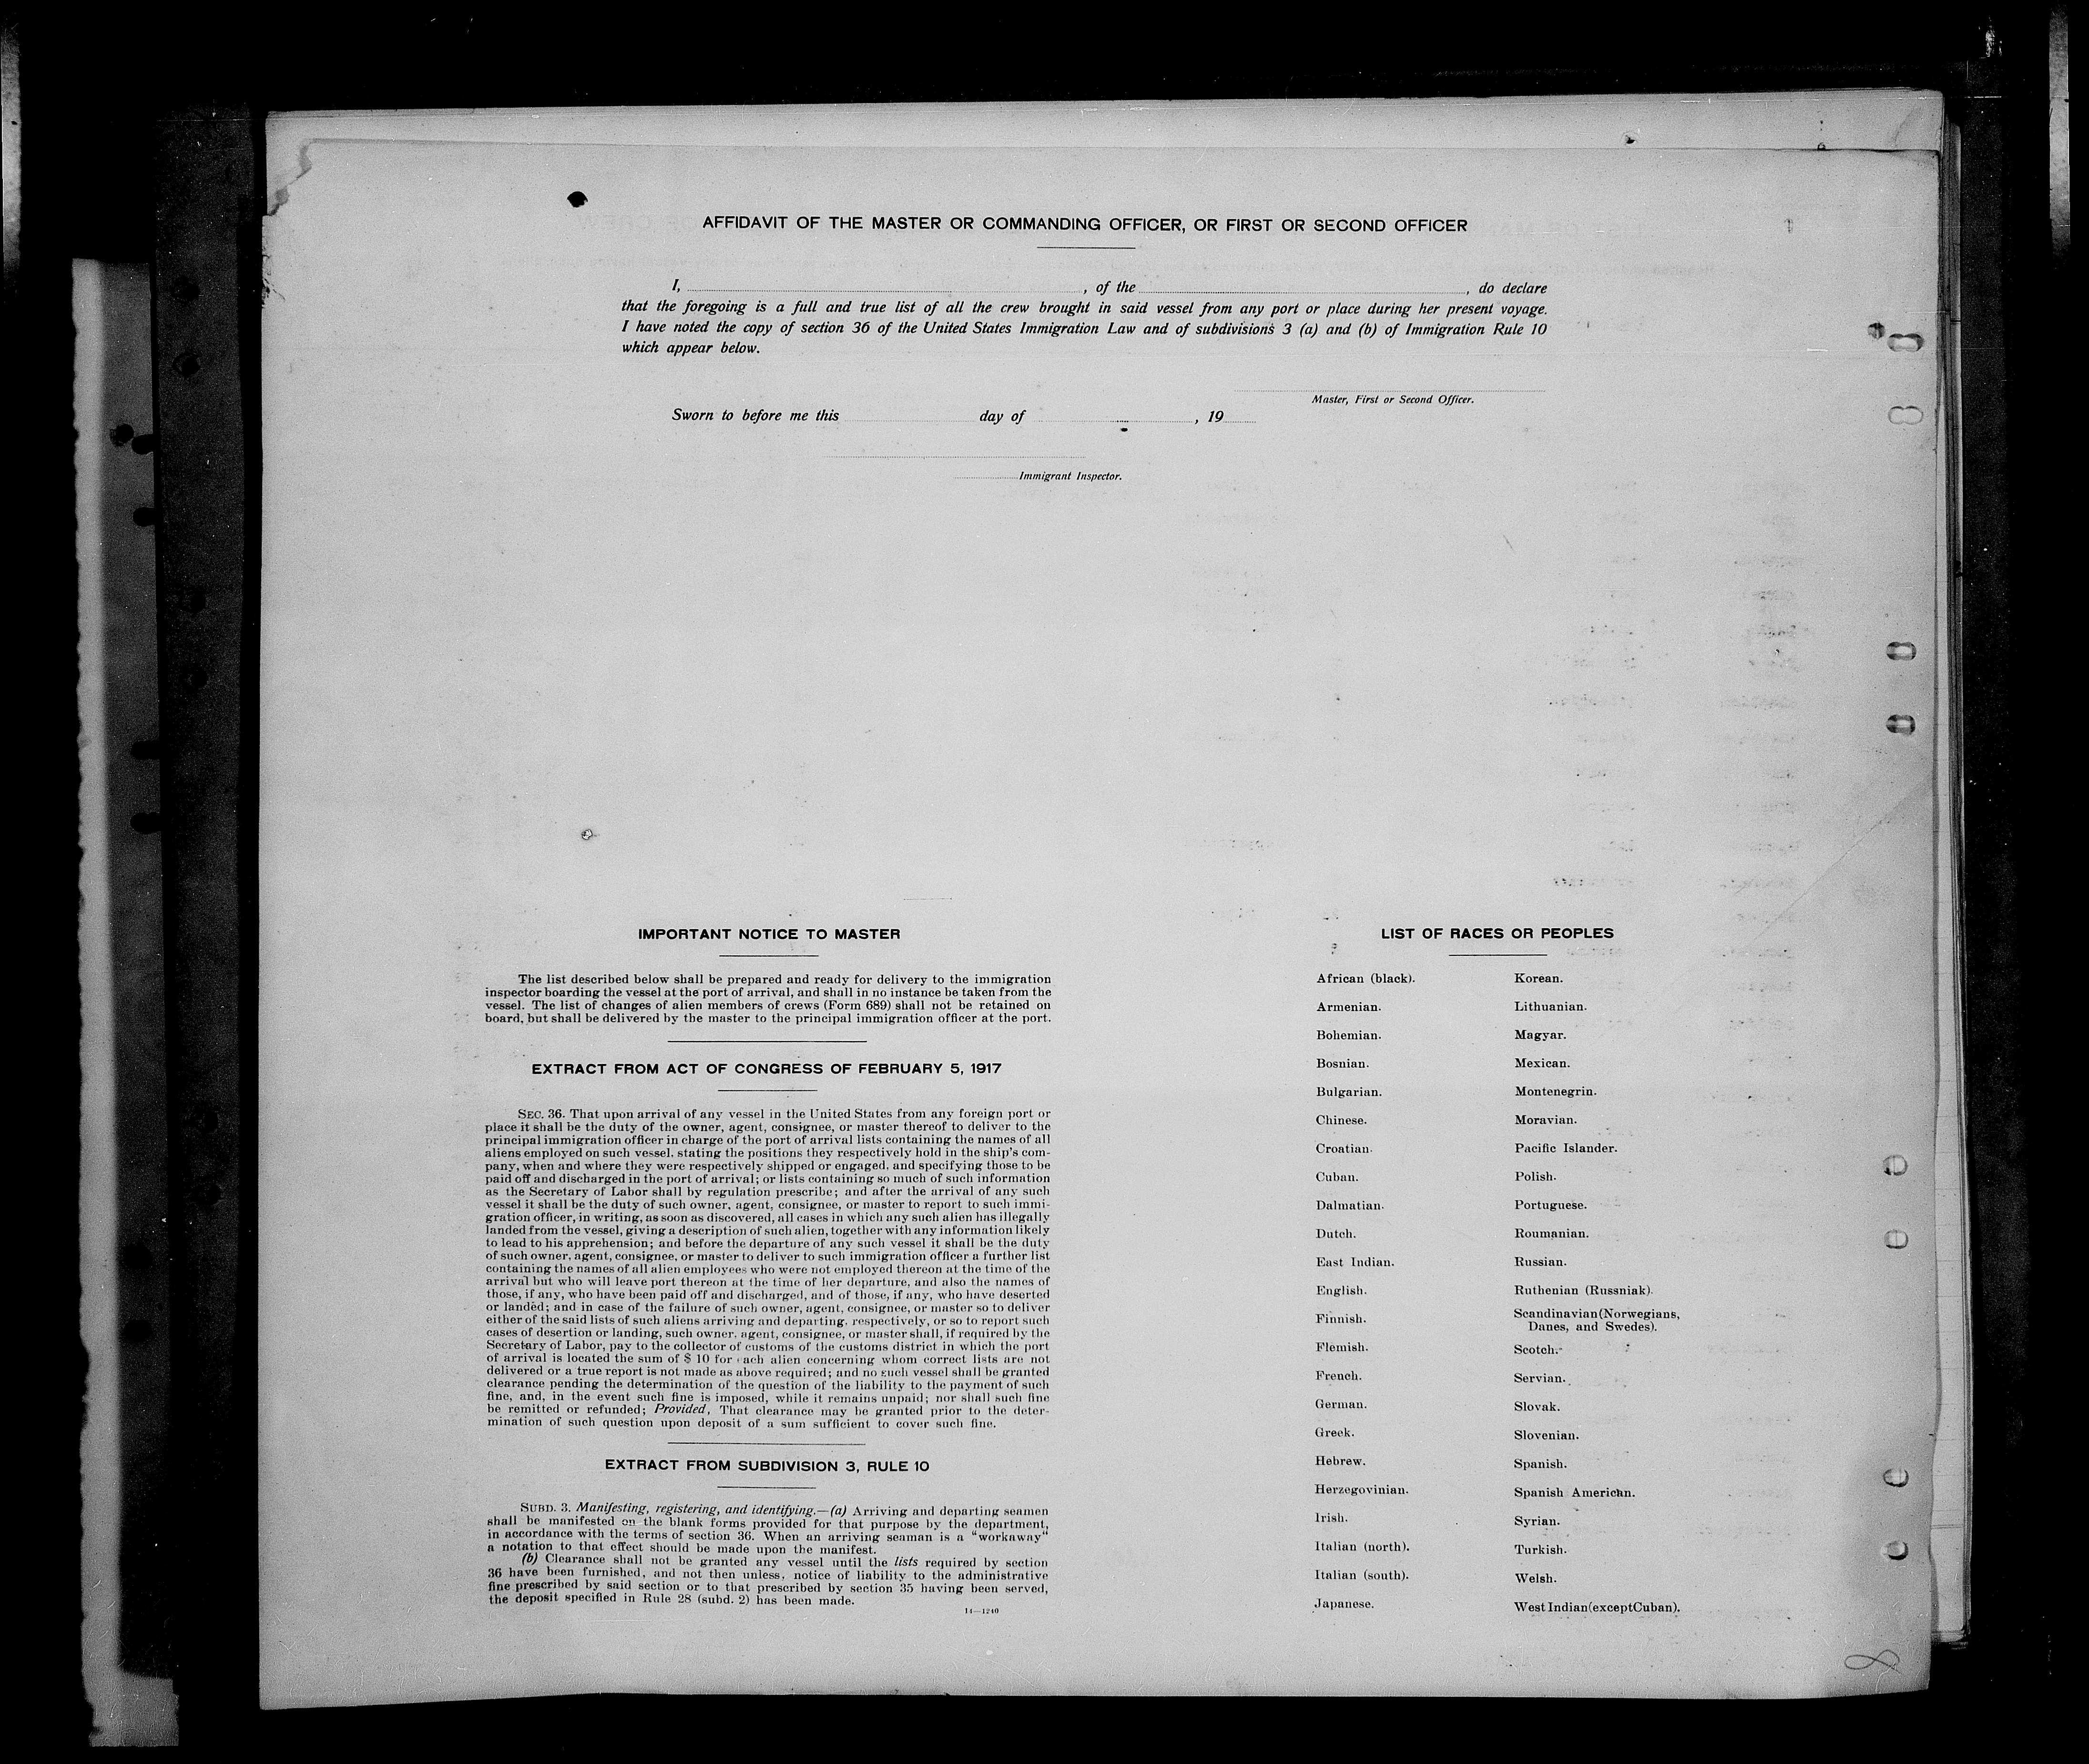 AFFIDAVIT OF THE MASTER OR COMMANDING OFFICER, OR FIRST OR SECOND OFFICER
I, , of the , do declare
that the foregoing is a full and true list of all the crew brought in said vessel from any port or place during her present voyage.
I have noted the copy of section 36 of the United States Immigration Law and of subdivisions 3 (a) and (b) of Immigration Rule 10
which appear below.
Master, First or Second Officer.
Sworn to before me this day of , 19
Immigrant Inspector.
IMPORTANT NOTICE TO MASTER
The list described below shall be prepared and ready for delivery to the immigration
inspector boarding the vessel at the port of arrival, and shall in no instance be taken from the
vessel. The list of changes of alien members of crews (Form 689) shall not be retained on
board, but shall be delivered by the master to the principal immigration officer at the port.
EXTRACT FROM ACT OF CONGRESS OF FEBRUARY 5, 1917
SEC. 36. That upon arrival of any vessel in the United States from any foreign port or
place it shall be the duty of the owner, agent, consignee, or master thereof to deliver to the
principal immigration officer in charge of the port of arrival lists containing the names of all
aliens employed on such vessel, stating the positions they respectively hold in the ship's com-
pany, when and where they were respectively shipped or engaged, and specifying those to be
paid off and discharged in the port of arrival; or lists containing so much of such information
as the Secretary of Labor shall by regulation prescribe; and after the arrival of any such
vessel it shall be the duty of such owner, agent, consignee, or master to report to such immi-
gration officer, in writing, as soon as discovered, all cases in which any such alien has illegally
landed from the vessel, giving a description of such alien, together with any information likely
to lead to his apprehension; and before the departure of any such vessel it shall be the duty
of such owner, agent, consignee, or master to deliver to such immigration officer a further list
containing the names of all alien employees who were not employed thereon at the time of the
arrival but who will leave port thereon at the time of her departure, and also the names of
those, if any, who have been paid off and discharged, and of those, if any, who have deserted
or landed; and in case of the failure of such owner, agent, consignee, or master so to deliver
either of the said lists of such aliens arriving and departing, respectively, or so to report such
cases of desertion or landing, such owner, agent, consignee, or master shall, if required by the
Secretary of Labor, pay to the collector of customs of the customs district in which the port
of arrival is located the sum of $ 10 for each alien concerning whom correct lists are not
delivered or a true report is not made as above required; and no such vessel shall be granted
clearance pending the determination of the question of the liability to the payment of such
fine, and, in the event such fine is imposed, while it remains unpaid; nor shall such fine
be remitted or refunded; Provided, That clearance may be granted prior to the deter-
mination of such question upon deposit of a sum sufficient to cover such fine.
EXTRACT FROM SUBDIVISION 3, RULE 10
SUBD. 3. Manifesting, registering, and identifying.—(a) Arriving and departing seamen
shall be manifested on the blank forms provided for that purpose by the department,
in accordance with the terms of section 36. When an arriving seaman is a "workaway"
a notation to that effect should be made upon the manifest.
(b) Clearance shall not be granted any vessel until the lists required by section
36 have been furnished, and not then unless, notice of liability to the administrative
fine prescribed by said section or to that prescribed by section 35 having been served,
the deposit specified in Rule 28 (subd. 2) has been made.
14—1240
LIST OF RACES OR PEOPLES
African (black).
Armenian.
Bohemian.
Bosnian.
Bulgarian.
Chinese.
Croatian.
Cuban.
Dalmatian.
Dutch.
East Indian.
English.
Finnish.
Flemish.
French.
German.
Greek.
Hebrew.
Herzegovinian.
Irish.
Italian (north).
Italian (south).
Japanese.
Korean.
Lithuanian.
Magyar.
Mexican.
Montenegrin.
Moravian.
Pacific Islander.
Polish.
Portuguese.
Roumanian.
Russian.
Ruthenian (Russniak).
Scandinavian (Norwegians,
Danes, and Swedes).
Scotch.
Servian.
Slovak.
Slovenian.
Spanish.
Spanish American.
Syrian.
Turkish.
Welsh.
West Indian (except Cuban).
8